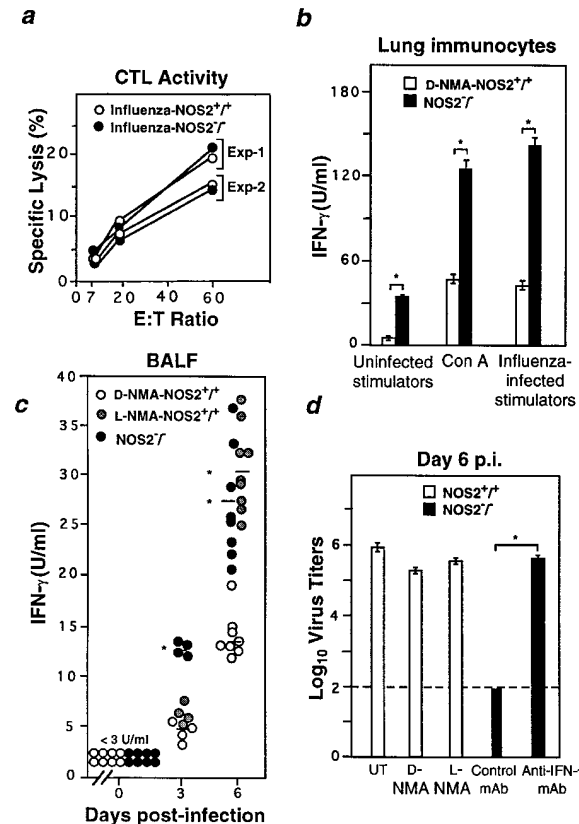 a
CTL Activity
Influenza-NOS2+/+
Influenza-NOS2-/-
Exp-1
Exp-2
Specific Lysis (%)
20
10
0
0 7 20 40 60
E:T Ratio
b
Lung immunocytes
D-NMA-NOS2+/+
NOS2-/-
IFN-γ (U/ml)
180
120
60
0
* * *
Uninfected stimulators
Con A
Influenza-infected stimulators
c
BALF
D-NMA-NOS2+/+
L-NMA-NOS2+/+
NOS2-/-
IFN-γ (U/ml)
40
35
30
25
20
15
10
5
0
*
*
*
< 3 U/ml
0 3 6
Days post-infection
d
Day 6 p.i.
NOS2+/+
NOS2-/-
Log10 Virus Titers
8
6
4
2
0
*
UT
D-NMA
L-NMA
Control mAb
Anti-IFN-γ mAb